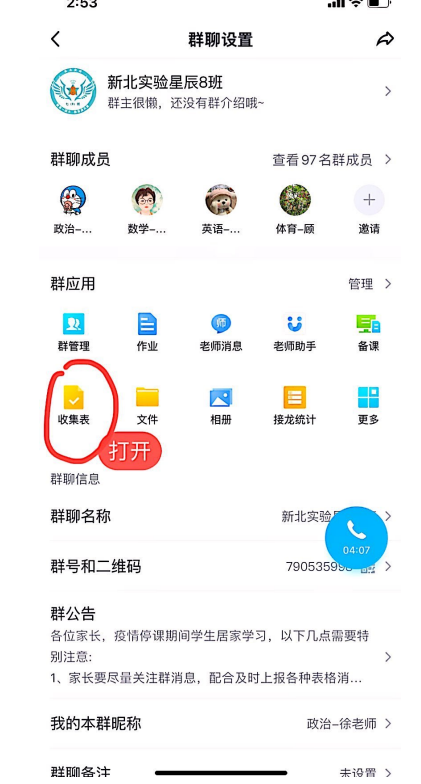 2:53
群聊设置
新北实验星辰8班
群主很懒，还没有群介绍哦~
群聊成员
查看97名群成员
政治-...
数学-...
英语-...
体育-顾
邀请
群应用
管理
群管理
作业
老师消息
老师助手
备课
收集表
文件
相册
接龙统计
更多
打开
群聊信息
群聊名称
新北实验
04:07
群号和二维码
79053599
群公告
各位家长，疫情停课期间学生居家学习，以下几点需要特
别注意:
1、家长要尽量关注群消息，配合及时上报各种表格消...
我的本群昵称
政治-徐老师
群聊备注
未设置